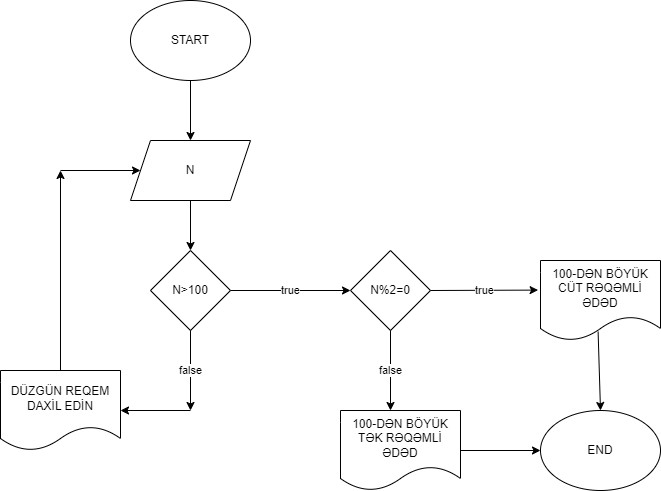 START
N
N>100
true
N%2=0
true
100-DƏN BÖYÜK
CÜT RƏQƏMLİ
ƏDƏD
false
false
DÜZGÜN REQEM
DAXİL EDİN
100-DƏN BÖYÜK
TƏK RƏQƏMLİ
ƏDƏD
END